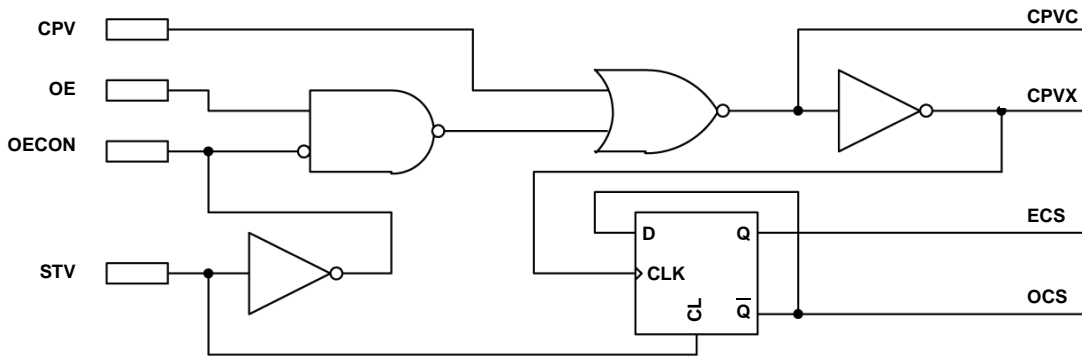 CPV
CPVC
OE
CPVX
OECON
D
Q
ECS
STV
CLK
CL
Q̅
OCS